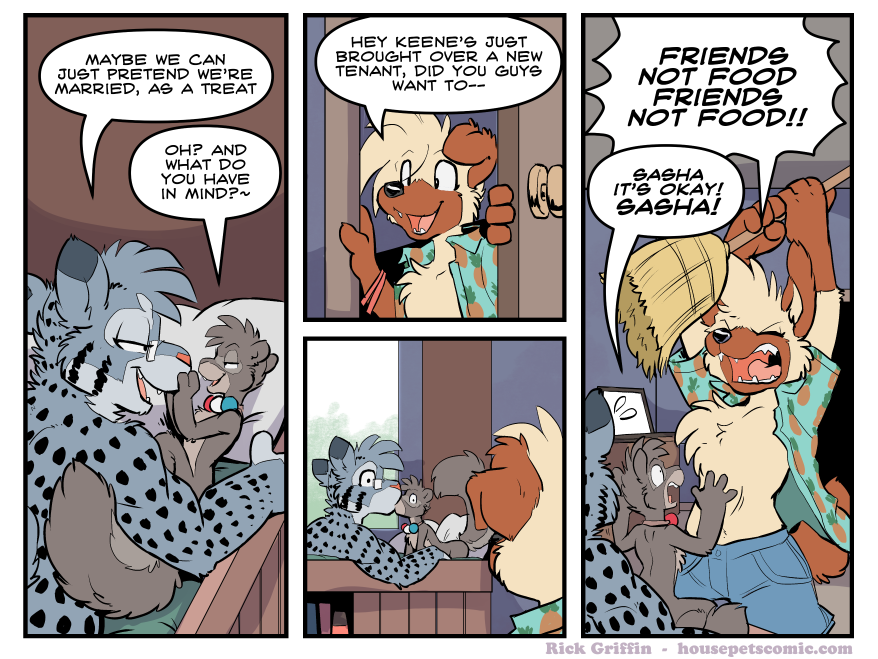 MAYBE WE CAN
JUST PRETEND WE'RE
MARRIED, AS A TREAT
OH? AND
WHAT DO
YOU HAVE
IN MIND?~
HEY KEENE'S JUST
BROUGHT OVER A NEW
TENANT, DID YOU GUYS
WANT TO--
FRIENDS
NOT FOOD
FRIENDS
NOT FOOD!!
SASHA
IT'S OKAY!
SASHA!
Rick Griffin - housepetscomic.com